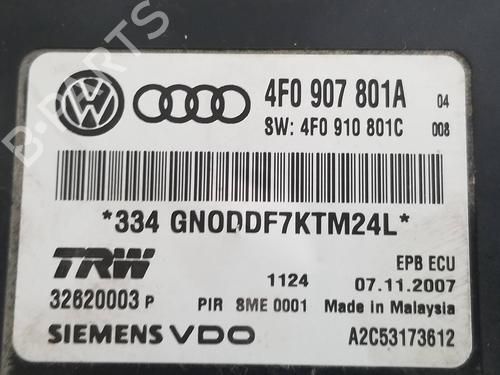 4F0 907 801A 04
SW: 4F0 910 801C 008
*334 GNODDF7KTM24L*
TRW EPB ECU
1124 07.11.2007
32620003 P PIR 8ME 0001 Made in Malaysia
SIEMENS VDO A2C53173612